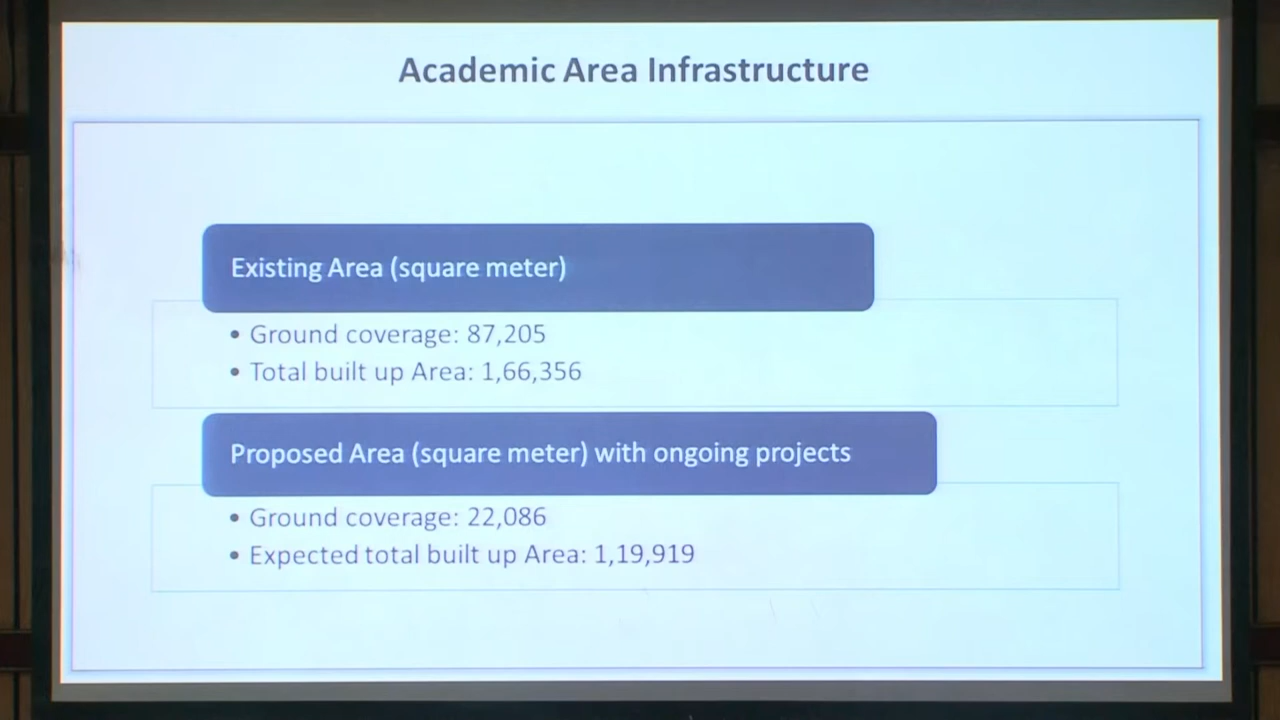 Academic Area Infrastructure
Existing Area (square meter)
• Ground coverage: 87,205
• Total built up Area: 1,66,356
Proposed Area (square meter) with ongoing projects
• Ground coverage: 22,086
• Expected total built up Area: 1,19,919